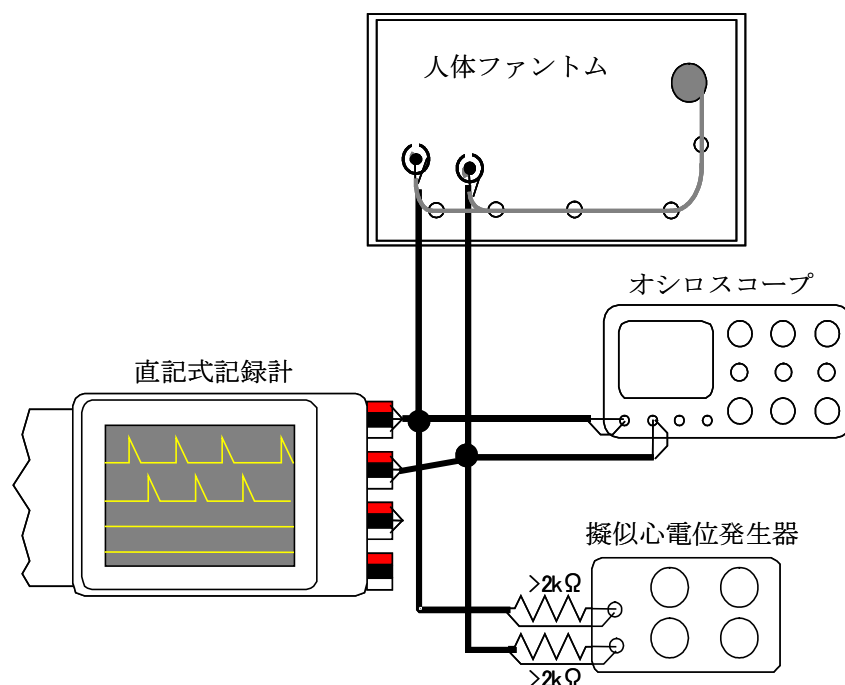 人体ファントム
オシロスコープ
直記式記録計
擬似心電位発生器
>2kΩ
>2kΩ